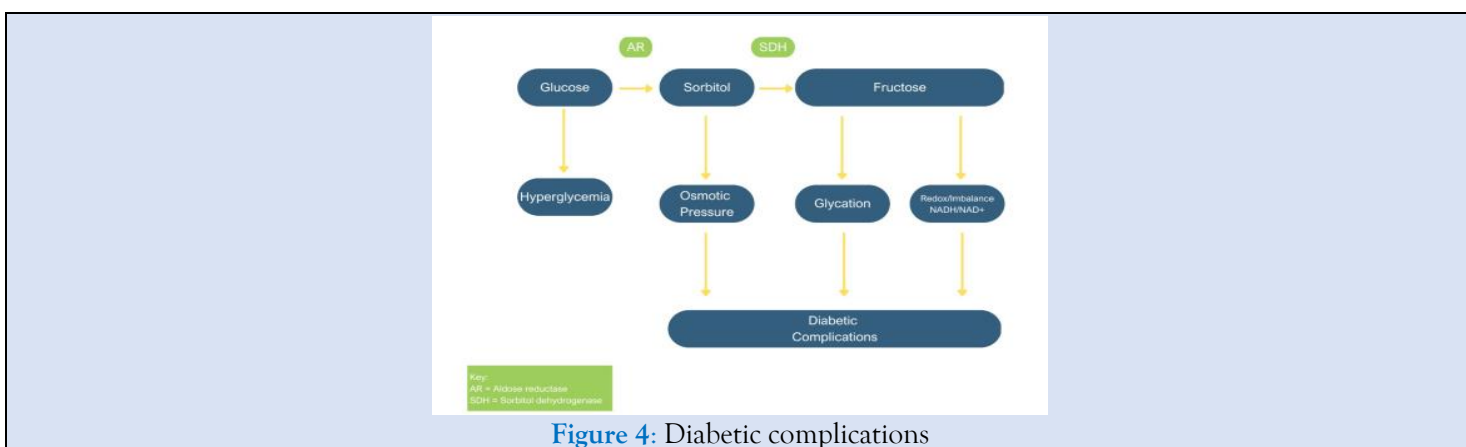 AR
SDH
Glucose
Sorbitol
Fructose
Hyperglycemia
Osmotic
Pressure
Glycation
Redox/Imbalance
NADH/NAD+
Diabetic
Complications
Key:
AR = Aldose reductase
SDH = Sorbitol dehydrogenase
Figure 4: Diabetic complications